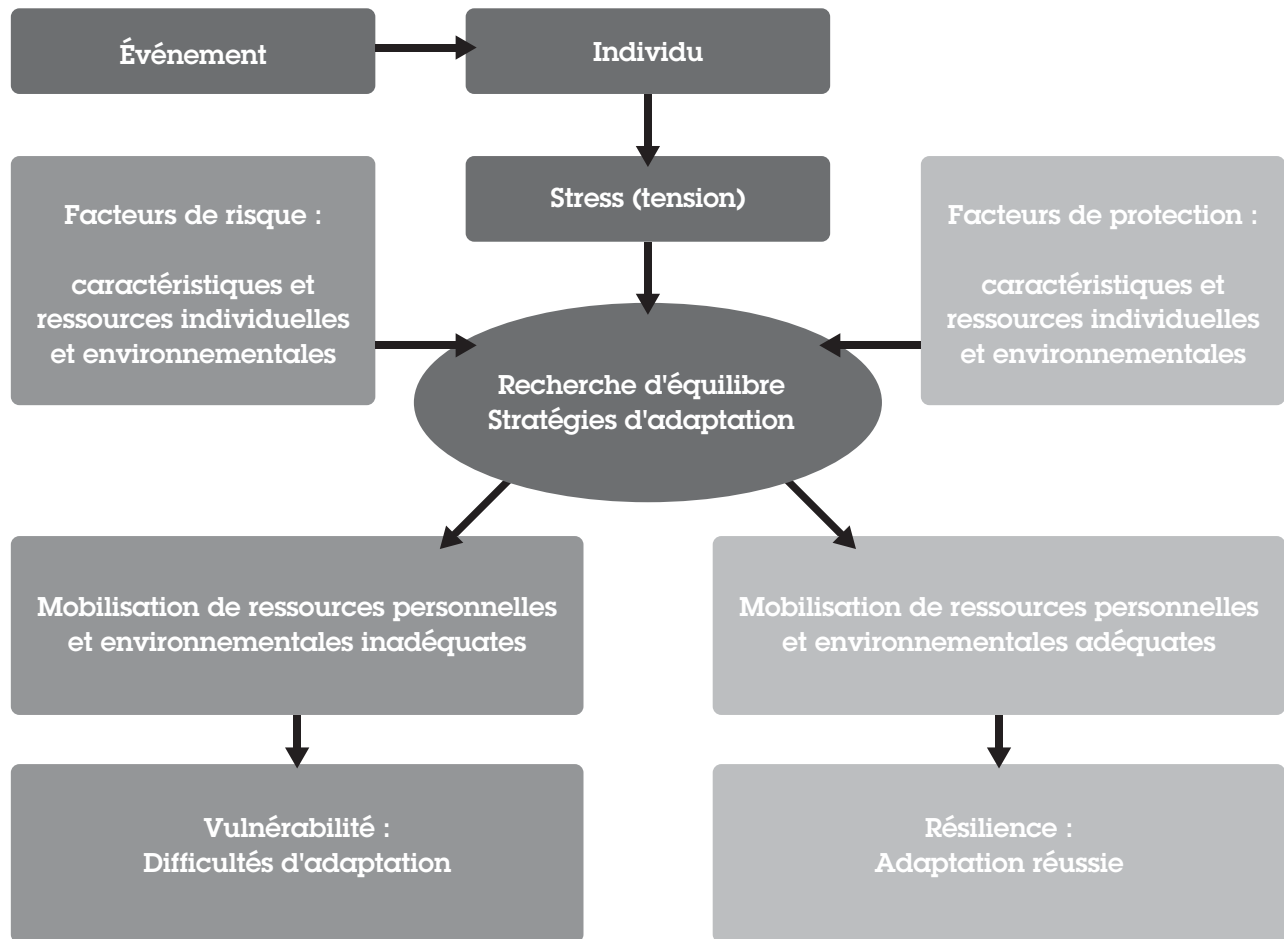 Événement
Individu
Stress (tension)
Facteurs de risque :
caractéristiques et
ressources individuelles
et environnementales
Facteurs de protection :
caractéristiques et
ressources individuelles
et environnementales
Recherche d'équilibre
Stratégies d'adaptation
Mobilisation de ressources personnelles
et environnementales inadéquates
Mobilisation de ressources personnelles
et environnementales adéquates
Vulnérabilité :
Difficultés d'adaptation
Résilience :
Adaptation réussie